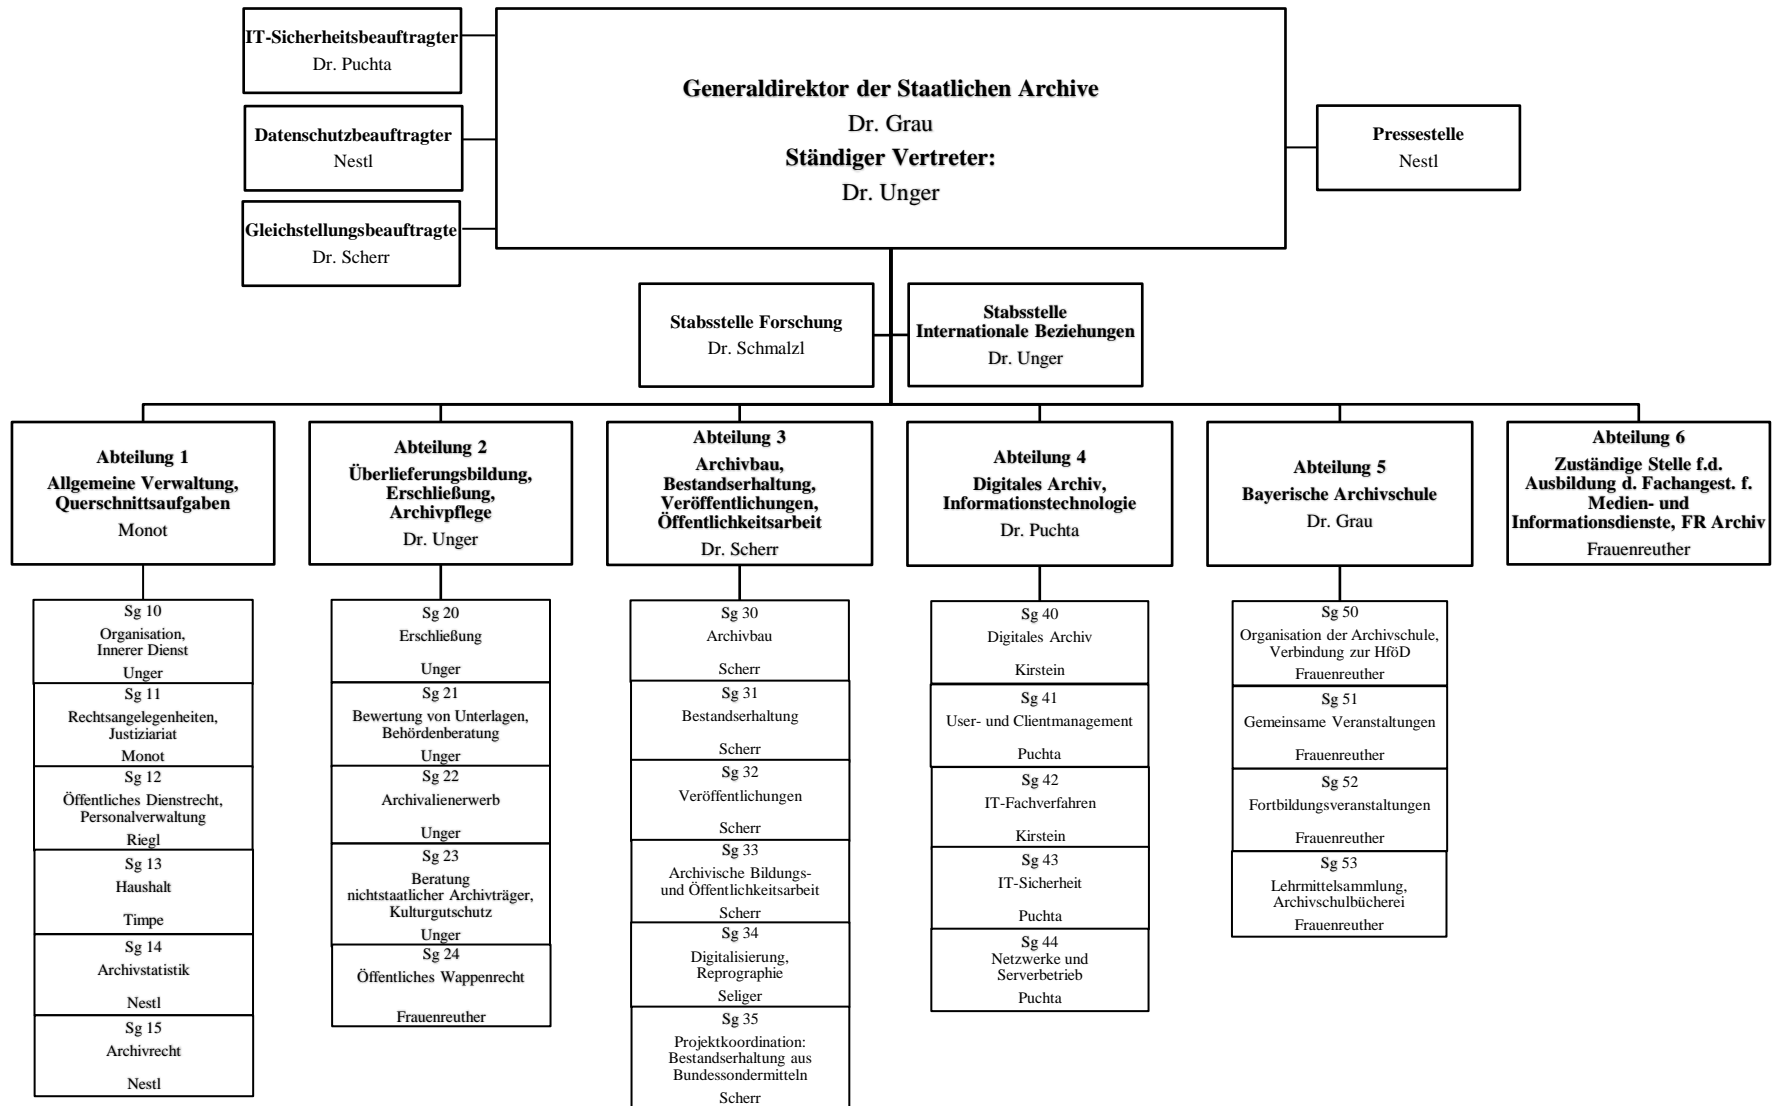 IT-Sicherheitsbeauftragter
Dr. Puchta
Datenschutzbeauftragter
Nestl
Gleichstellungsbeauftragte
Dr. Scherr
Generaldirektor der Staatlichen Archive
Dr. Grau
Ständiger Vertreter:
Dr. Unger
Pressestelle
Nestl
Stabsstelle Forschung
Dr. Schmalzl
Stabsstelle
Internationale Beziehungen
Dr. Unger
Abteilung 1
Allgemeine Verwaltung,
Querschnittsaufgaben
Monot
Sg 10
Organisation,
Innerer Dienst
Unger
Sg 11
Rechtsangelegenheiten,
Justiziariat
Monot
Sg 12
Öffentliches Dienstrecht,
Personalverwaltung
Riegl
Sg 13
Haushalt
Timpe
Sg 14
Archivstatistik
Nestl
Sg 15
Archivrecht
Nestl
Abteilung 2
Überlieferungsbildung,
Erschließung,
Archivpflege
Dr. Unger
Sg 20
Erschließung
Unger
Sg 21
Bewertung von Unterlagen,
Behördenberatung
Unger
Sg 22
Archivalienerwerb
Unger
Sg 23
Beratung
nichtstaatlicher Archivträger,
Kulturgutschutz
Unger
Sg 24
Öffentliches Wappenrecht
Frauenreuther
Abteilung 3
Archivbau,
Bestandserhaltung,
Veröffentlichungen,
Öffentlichkeitsarbeit
Dr. Scherr
Sg 30
Archivbau
Scherr
Sg 31
Bestandserhaltung
Scherr
Sg 32
Veröffentlichungen
Scherr
Sg 33
Archivische Bildungs-
und Öffentlichkeitsarbeit
Scherr
Sg 34
Digitalisierung,
Reprographie
Seliger
Sg 35
Projektkoordination:
Bestandserhaltung aus
Bundessondermitteln
Scherr
Abteilung 4
Digitales Archiv,
Informationstechnologie
Dr. Puchta
Sg 40
Digitales Archiv
Kirstein
Sg 41
User- und Clientmanagement
Puchta
Sg 42
IT-Fachverfahren
Kirstein
Sg 43
IT-Sicherheit
Puchta
Sg 44
Netzwerke und
Serverbetrieb
Puchta
Abteilung 5
Bayerische Archivschule
Dr. Grau
Sg 50
Organisation der Archivschule,
Verbindung zur HföD
Frauenreuther
Sg 51
Gemeinsame Veranstaltungen
Frauenreuther
Sg 52
Fortbildungsveranstaltungen
Frauenreuther
Sg 53
Lehrmittelsammlung,
Archivschulbücherei
Frauenreuther
Abteilung 6
Zuständige Stelle f.d.
Ausbildung d. Fachangest. f.
Medien- und
Informationsdienste, FR Archiv
Frauenreuther